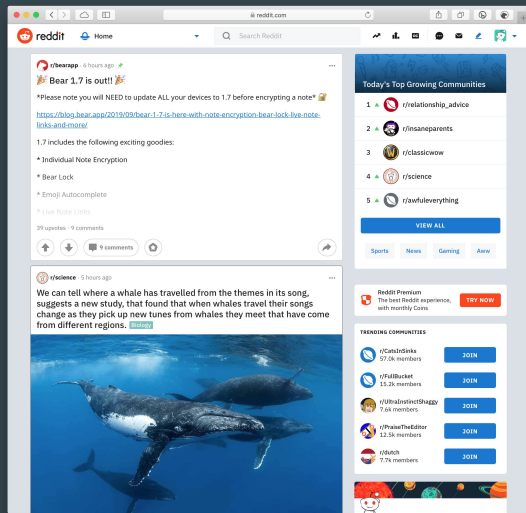 reddit.com
reddit
Home
Search Reddit
r/bearapp · 6 hours ago
🎉 Bear 1.7 is out!! 🎉
*Please note you will NEED to update ALL your devices to 1.7 before encrypting a note* 🔐
https://blog.bear.app/2019/09/bear-1-7-is-here-with-note-encryption-bear-lock-live-note-
links-and-more/
1.7 includes the following exciting goodies:
* Individual Note Encryption
* Bear Lock
* Emoji Autocomplete
* Live Note Links
39 upvotes · 9 comments
9 comments
r/science · 5 hours ago
We can tell where a whale has travelled from the themes in its song,
suggests a new study, that found that when whales travel their songs
change as they pick up new tunes from whales they meet that have come
from different regions. Biology
Today's Top Growing Communities
1 r/relationship_advice
2 r/insaneparents
3 r/classicwow
4 r/science
5 r/awfuleverything
VIEW ALL
Sports News Gaming Aww
Reddit Premium
The best Reddit experience,
with monthly Coins
TRY NOW
TRENDING COMMUNITIES
r/CatsInSinks
57.0k members
JOIN
r/FullBucket
15.2k members
JOIN
r/UltraInstinctShaggy
7.6k members
JOIN
r/PraiseTheEditor
12.5k members
JOIN
r/dutch
7.7k members
JOIN